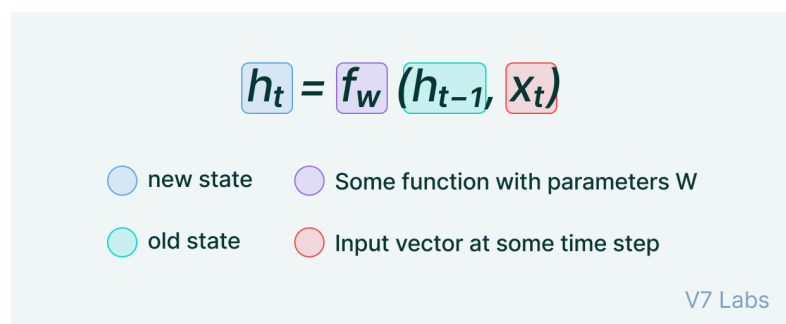 hₜ = f_w (hₜ₋₁, xₜ)
new state
Some function with parameters W
old state
Input vector at some time step
V7 Labs